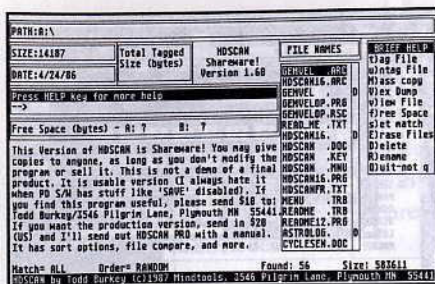 PATH:A:\
SIZE:14187
Total Tagged
Size (bytes)
HDSCAN
Shareware!
Version 1.60
DATE:4/24/86
Press HELP key for more help
-->
Free Space (bytes) - A: ? B: ?
This Version of HDSCAN is Shareware! You may give
copies to anyone, as long as you don't modify the
program or sell it. This is not a demo of a final
product. It is usable version (I always hate it
when PD S/W has stuff like 'SAVE' disabled). If
you find this program useful, please send $10 to:
Todd Burkey/3546 Pilgrim Lane, Plymouth MN 55441.
If you want the production version, send in $20
(US) and I'll send out HDSCAN PRO with a manual.
It has sort options, file compare, and more.
FILE NAMES
GEMVEL .ARC
HDSCAN16.ARC
GEMVEL . D
GEMVELOP.PRG
GEMVELOP.RSC
READ_ME .TXT
HDSCAN16. D
HDSCAN .DOC
HDSCAN .KEY
HDSCAN .MNU
HDSCAN16.PRG
HDSCANFR.TXT
MENU .TRB
README .TRB
README12.PRG
ASTROLOG. D
CYCLESEN.DOC
BRIEF HELP
t)ag File
u)ntag File
M)ass copy
V)ex Dump
v)iew File
f)ree Space
s)et match
E)rase Files
D)elete
R)ename
Q)uit-not q
Match= ALL Order= RANDOM Found: 56 Size: 583611
HDSCAN by Todd Burkey (c)1987 Mindtools, 3546 Pilgrim Lane, Plymouth MN 55441